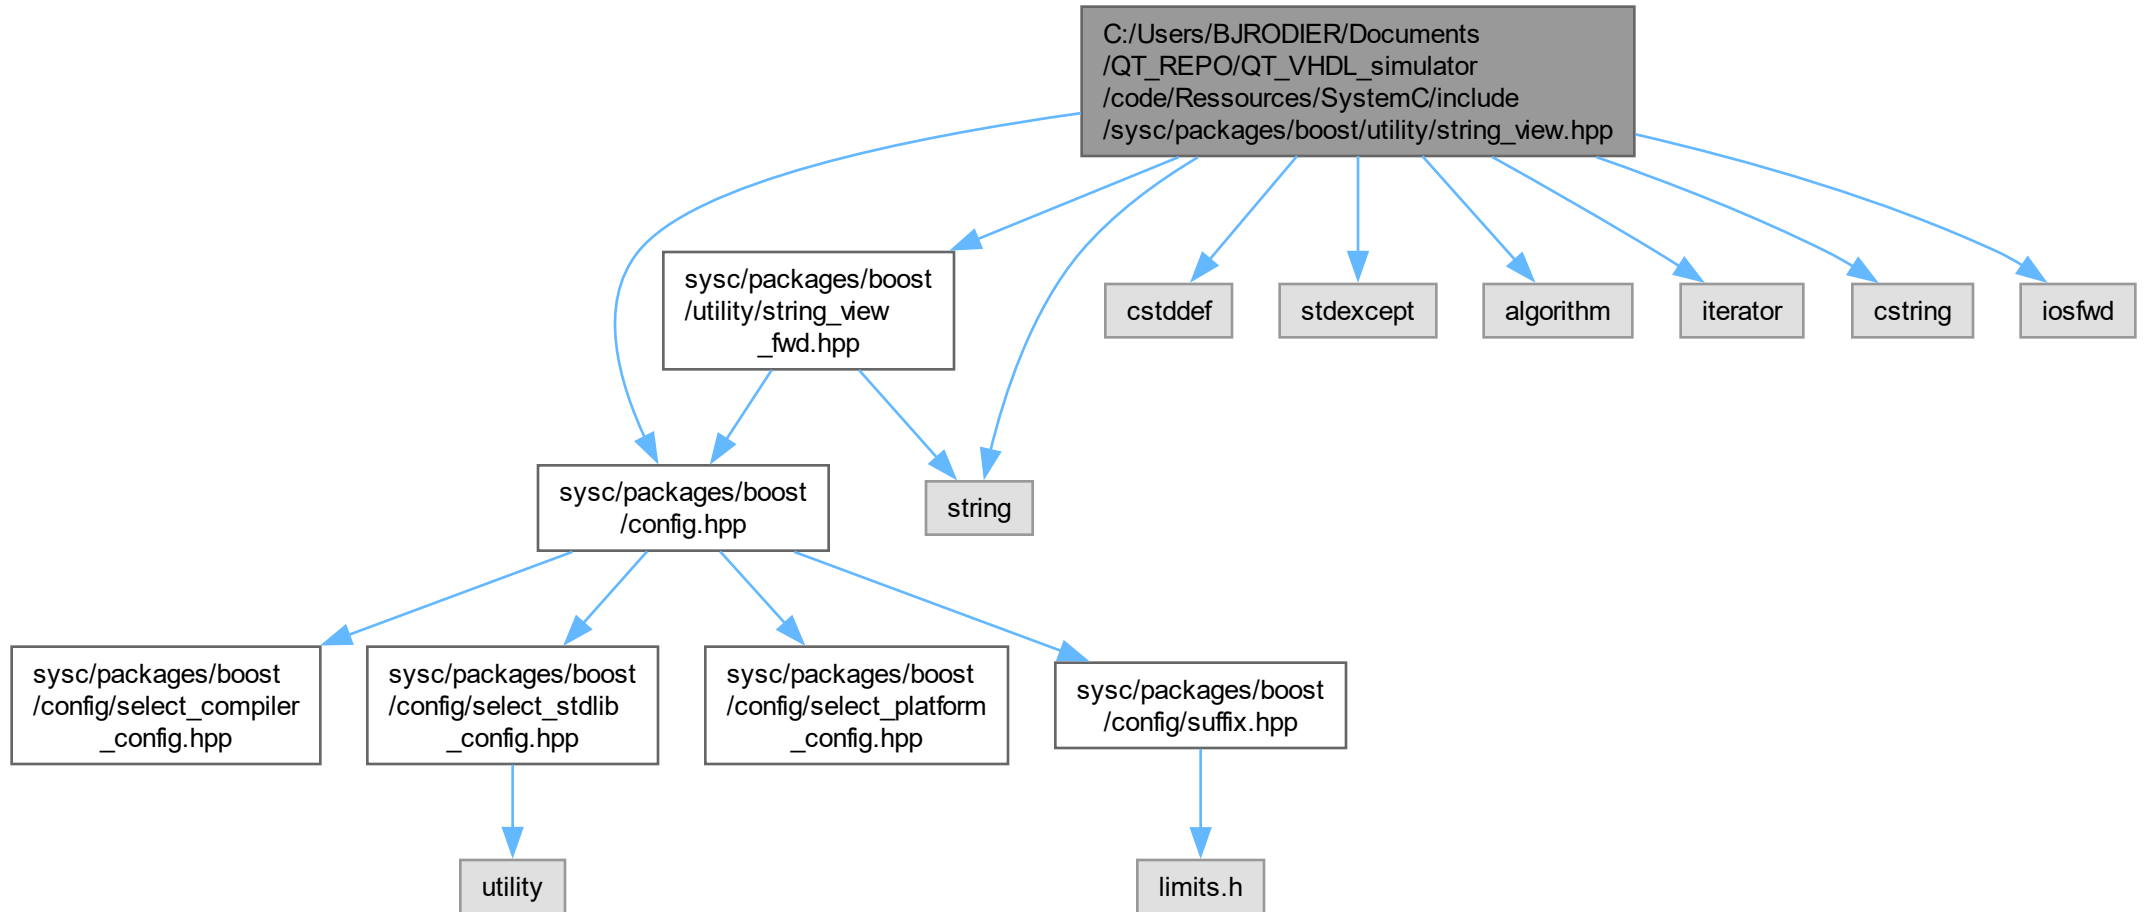 C:/Users/BJRODIER/Documents
/QT_REPO/QT_VHDL_simulator
/code/Ressources/SystemC/include
/sysc/packages/boost/utility/string_view.hpp
sysc/packages/boost
/utility/string_view
_fwd.hpp
cstddef
stdexcept
algorithm
iterator
cstring
iosfwd
sysc/packages/boost
/config.hpp
string
sysc/packages/boost
/config/select_compiler
_config.hpp
sysc/packages/boost
/config/select_stdlib
_config.hpp
sysc/packages/boost
/config/select_platform
_config.hpp
sysc/packages/boost
/config/suffix.hpp
utility
limits.h